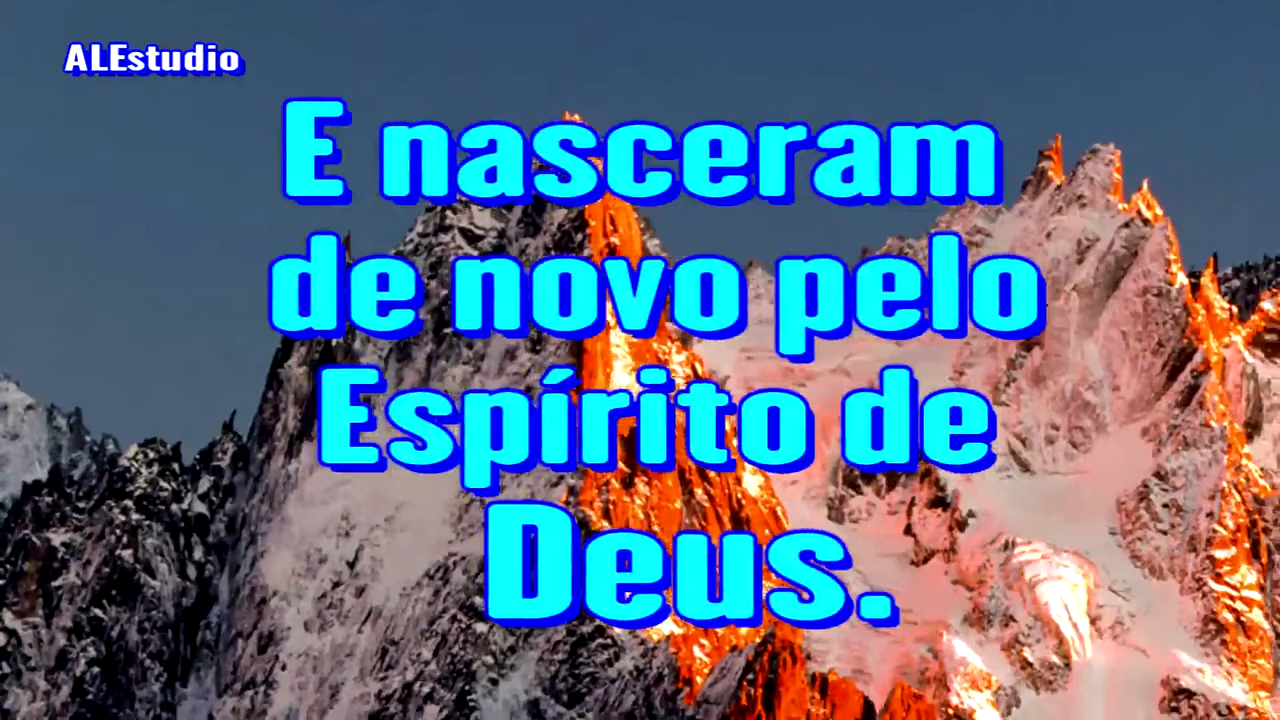 ALEstudio
E nasceram
de novo pelo
Espírito de
Deus.